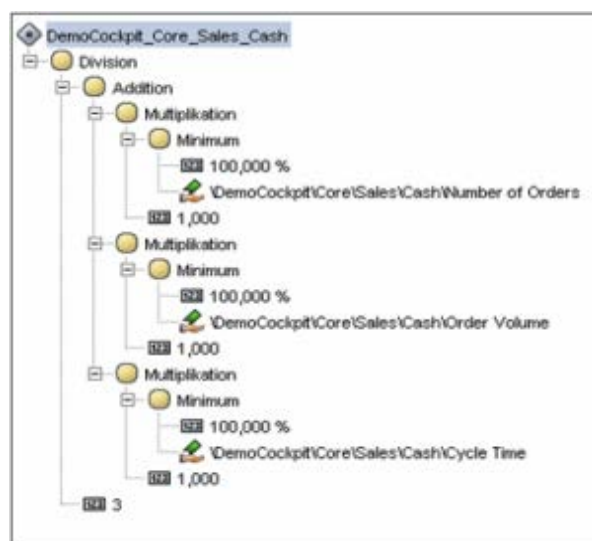 DemoCockpit_Core_Sales_Cash
Division
Addition
Multiplikation
Minimum
100,000 %
\DemoCockpit\Core\Sales\Cash\Number of Orders
1,000
Multiplikation
Minimum
100,000 %
\DemoCockpit\Core\Sales\Cash\Order Volume
1,000
Multiplikation
Minimum
100,000 %
\DemoCockpit\Core\Sales\Cash\Cycle Time
1,000
3